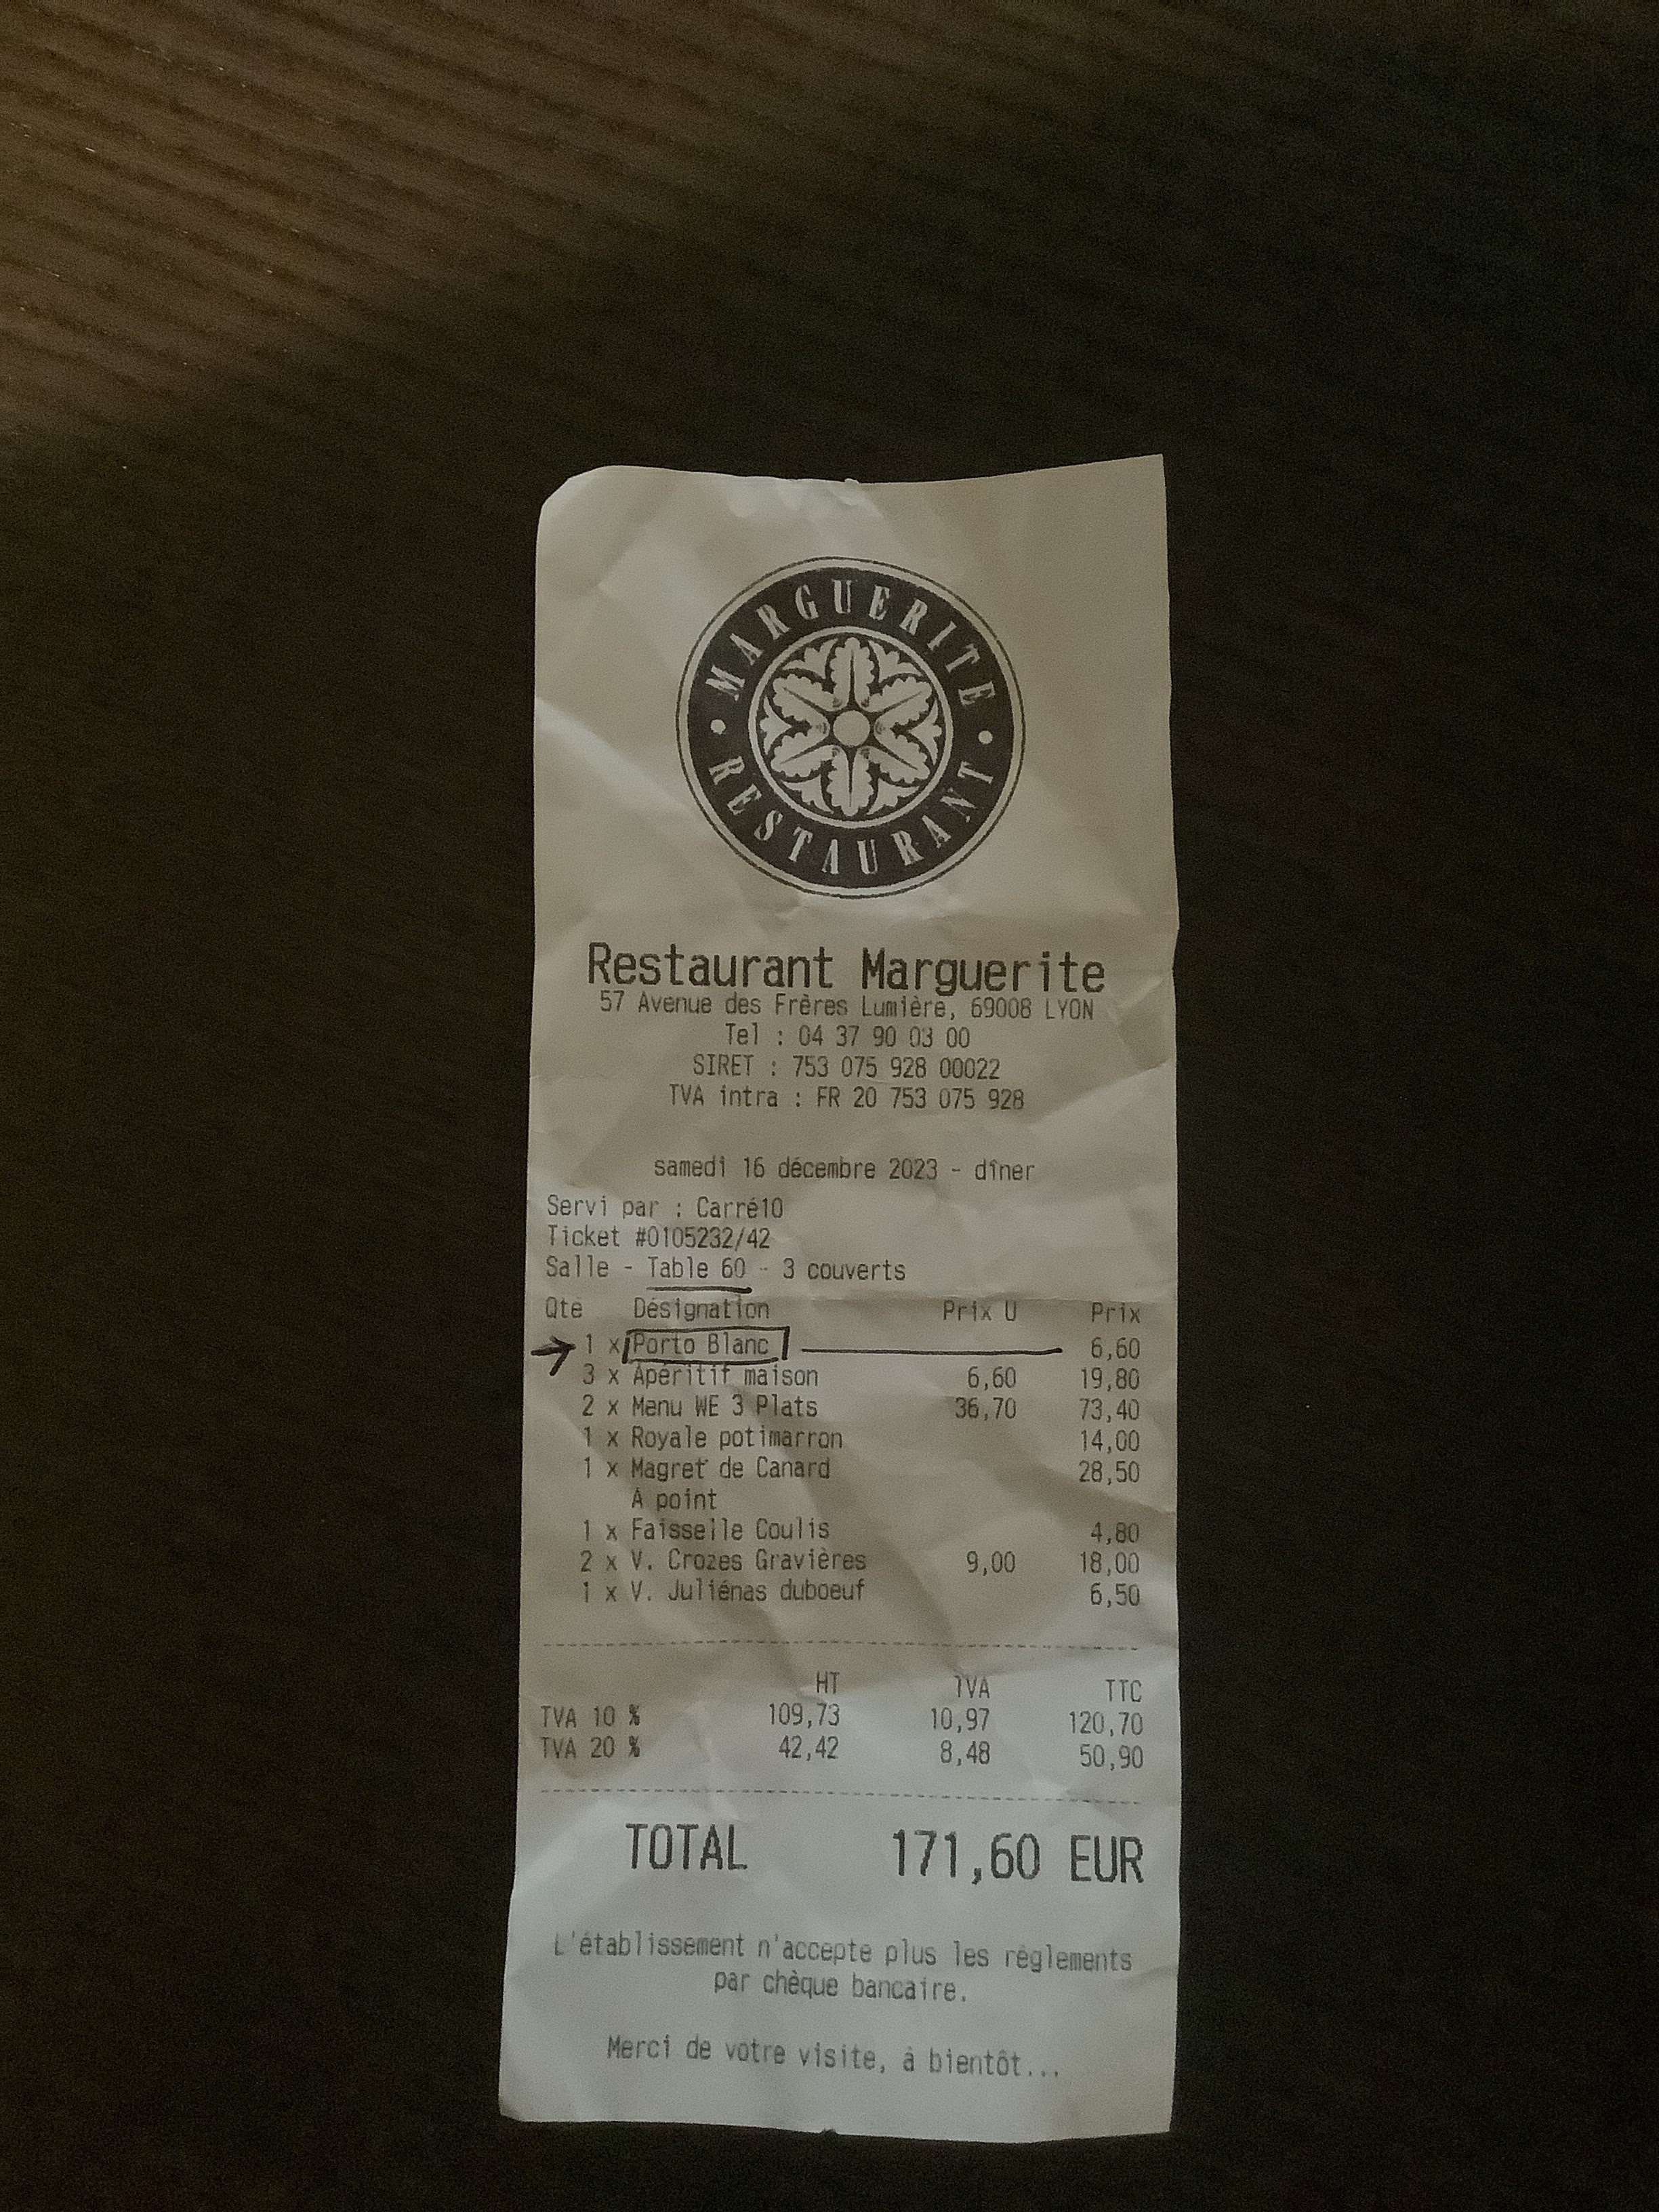 MARGUERITE
RESTAURANT
Restaurant Marguerite
57 Avenue des Frères Lumière, 69008 LYON
Tel : 04 37 90 03 00
SIRET : 753 075 928 00022
TVA intra : FR 20 753 075 928
samedi 16 décembre 2023 - dîner
Servi par : Carré10
Ticket #0105232/42
Salle - Table 60 - 3 couverts
Qté Désignation Prix U Prix
1 x Porto Blanc 6,60
3 x Apéritif maison 6,60 19,80
2 x Menu WE 3 Plats 36,70 73,40
1 x Royale potimarron 14,00
1 x Magret de Canard 28,50
A point
1 x Faisselle Coulis 4,80
2 x V. Crozes Gravières 9,00 18,00
1 x V. Juliénas duboeuf 6,50
HT TVA TTC
TVA 10 % 109,73 10,97 120,70
TVA 20 % 42,42 8,48 50,90
TOTAL 171,60 EUR
L'établissement n'accepte plus les règlements
par chèque bancaire.
Merci de votre visite, à bientôt...